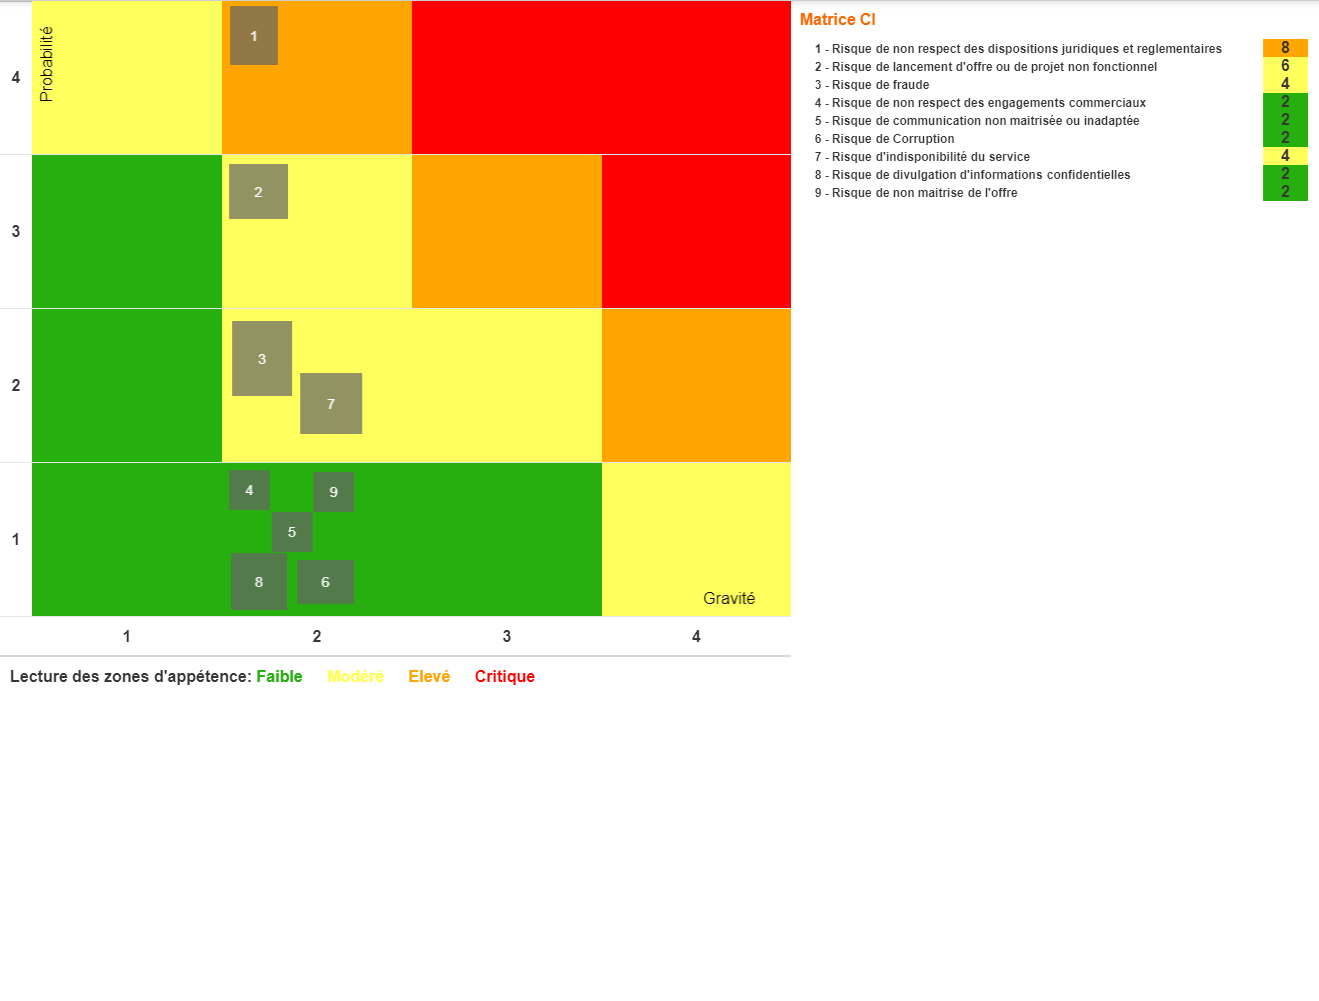 Probabilité
4
3
2
1
1
2
3
7
4
9
5
8
6
Gravité
1
2
3
4
Lecture des zones d'appétence: Faible Modéré Elevé Critique
Matrice CI
1 - Risque de non respect des dispositions juridiques et reglementaires 8
2 - Risque de lancement d'offre ou de projet non fonctionnel 6
3 - Risque de fraude 4
4 - Risque de non respect des engagements commerciaux 2
5 - Risque de communication non maitrisée ou inadaptée 2
6 - Risque de Corruption 2
7 - Risque d'indisponibilité du service 4
8 - Risque de divulgation d'informations confidentielles 2
9 - Risque de non maitrise de l'offre 2